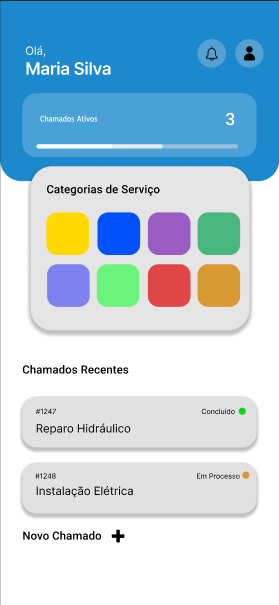 Olá,
Maria Silva
Chamados Ativos
3
Categorias de Serviço
Chamados Recentes
#1247
Concluído
Reparo Hidráulico
#1248
Em Processo
Instalação Elétrica
Novo Chamado